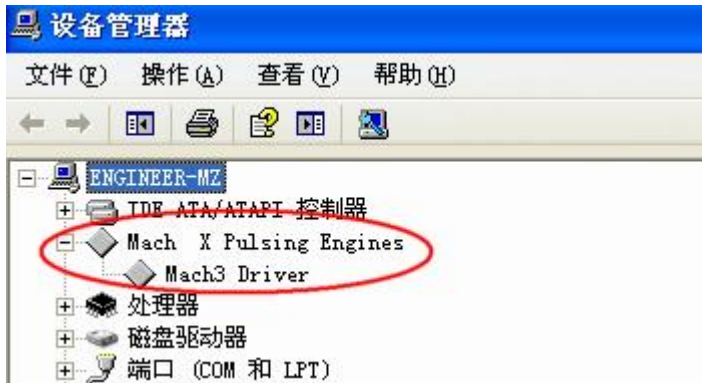 设备管理器
文件(F) 操作(A) 查看(V) 帮助(H)
ENGINEER-MZ
IDE ATA/ATAPI 控制器
Mach X Pulsing Engines
Mach3 Driver
处理器
磁盘驱动器
端口 (COM 和 LPT)